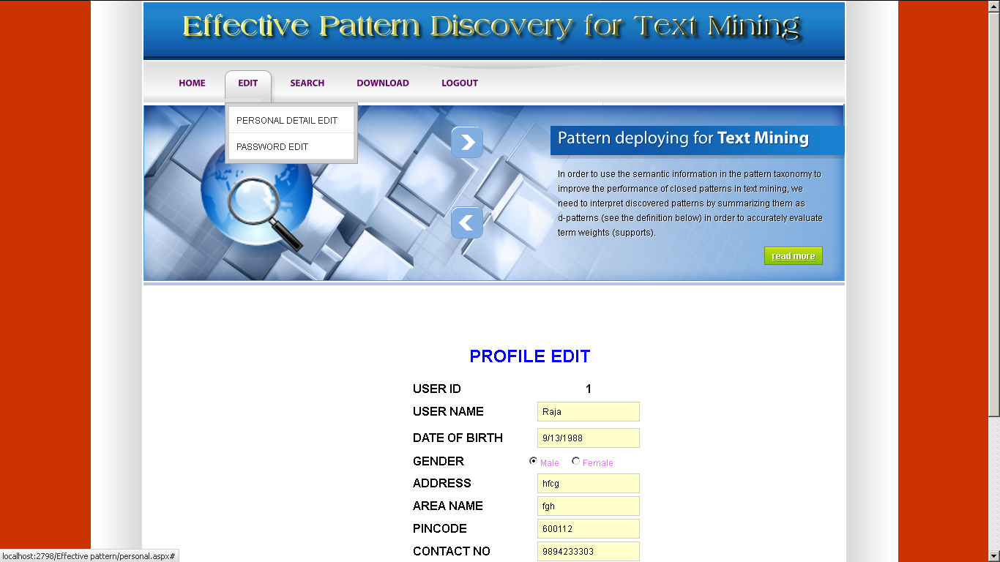 Effective Pattern Discovery for Text Mining
HOME EDIT SEARCH DOWNLOAD LOGOUT
PERSONAL DETAIL EDIT
PASSWORD EDIT
Pattern deploying for Text Mining
In order to use the semantic information in the pattern taxonomy to
improve the performance of closed patterns in text mining, we
need to interpret discovered patterns by summarizing them as
d-patterns (see the definition below) in order to accurately evaluate
term weights (supports).
read more
PROFILE EDIT
USER ID 1
USER NAME Raja
DATE OF BIRTH 9/13/1988
GENDER Male Female
ADDRESS hfcg
AREA NAME fgh
PINCODE 600112
CONTACT NO 9894233303
localhost:2798/Effective pattern/personal.aspx#